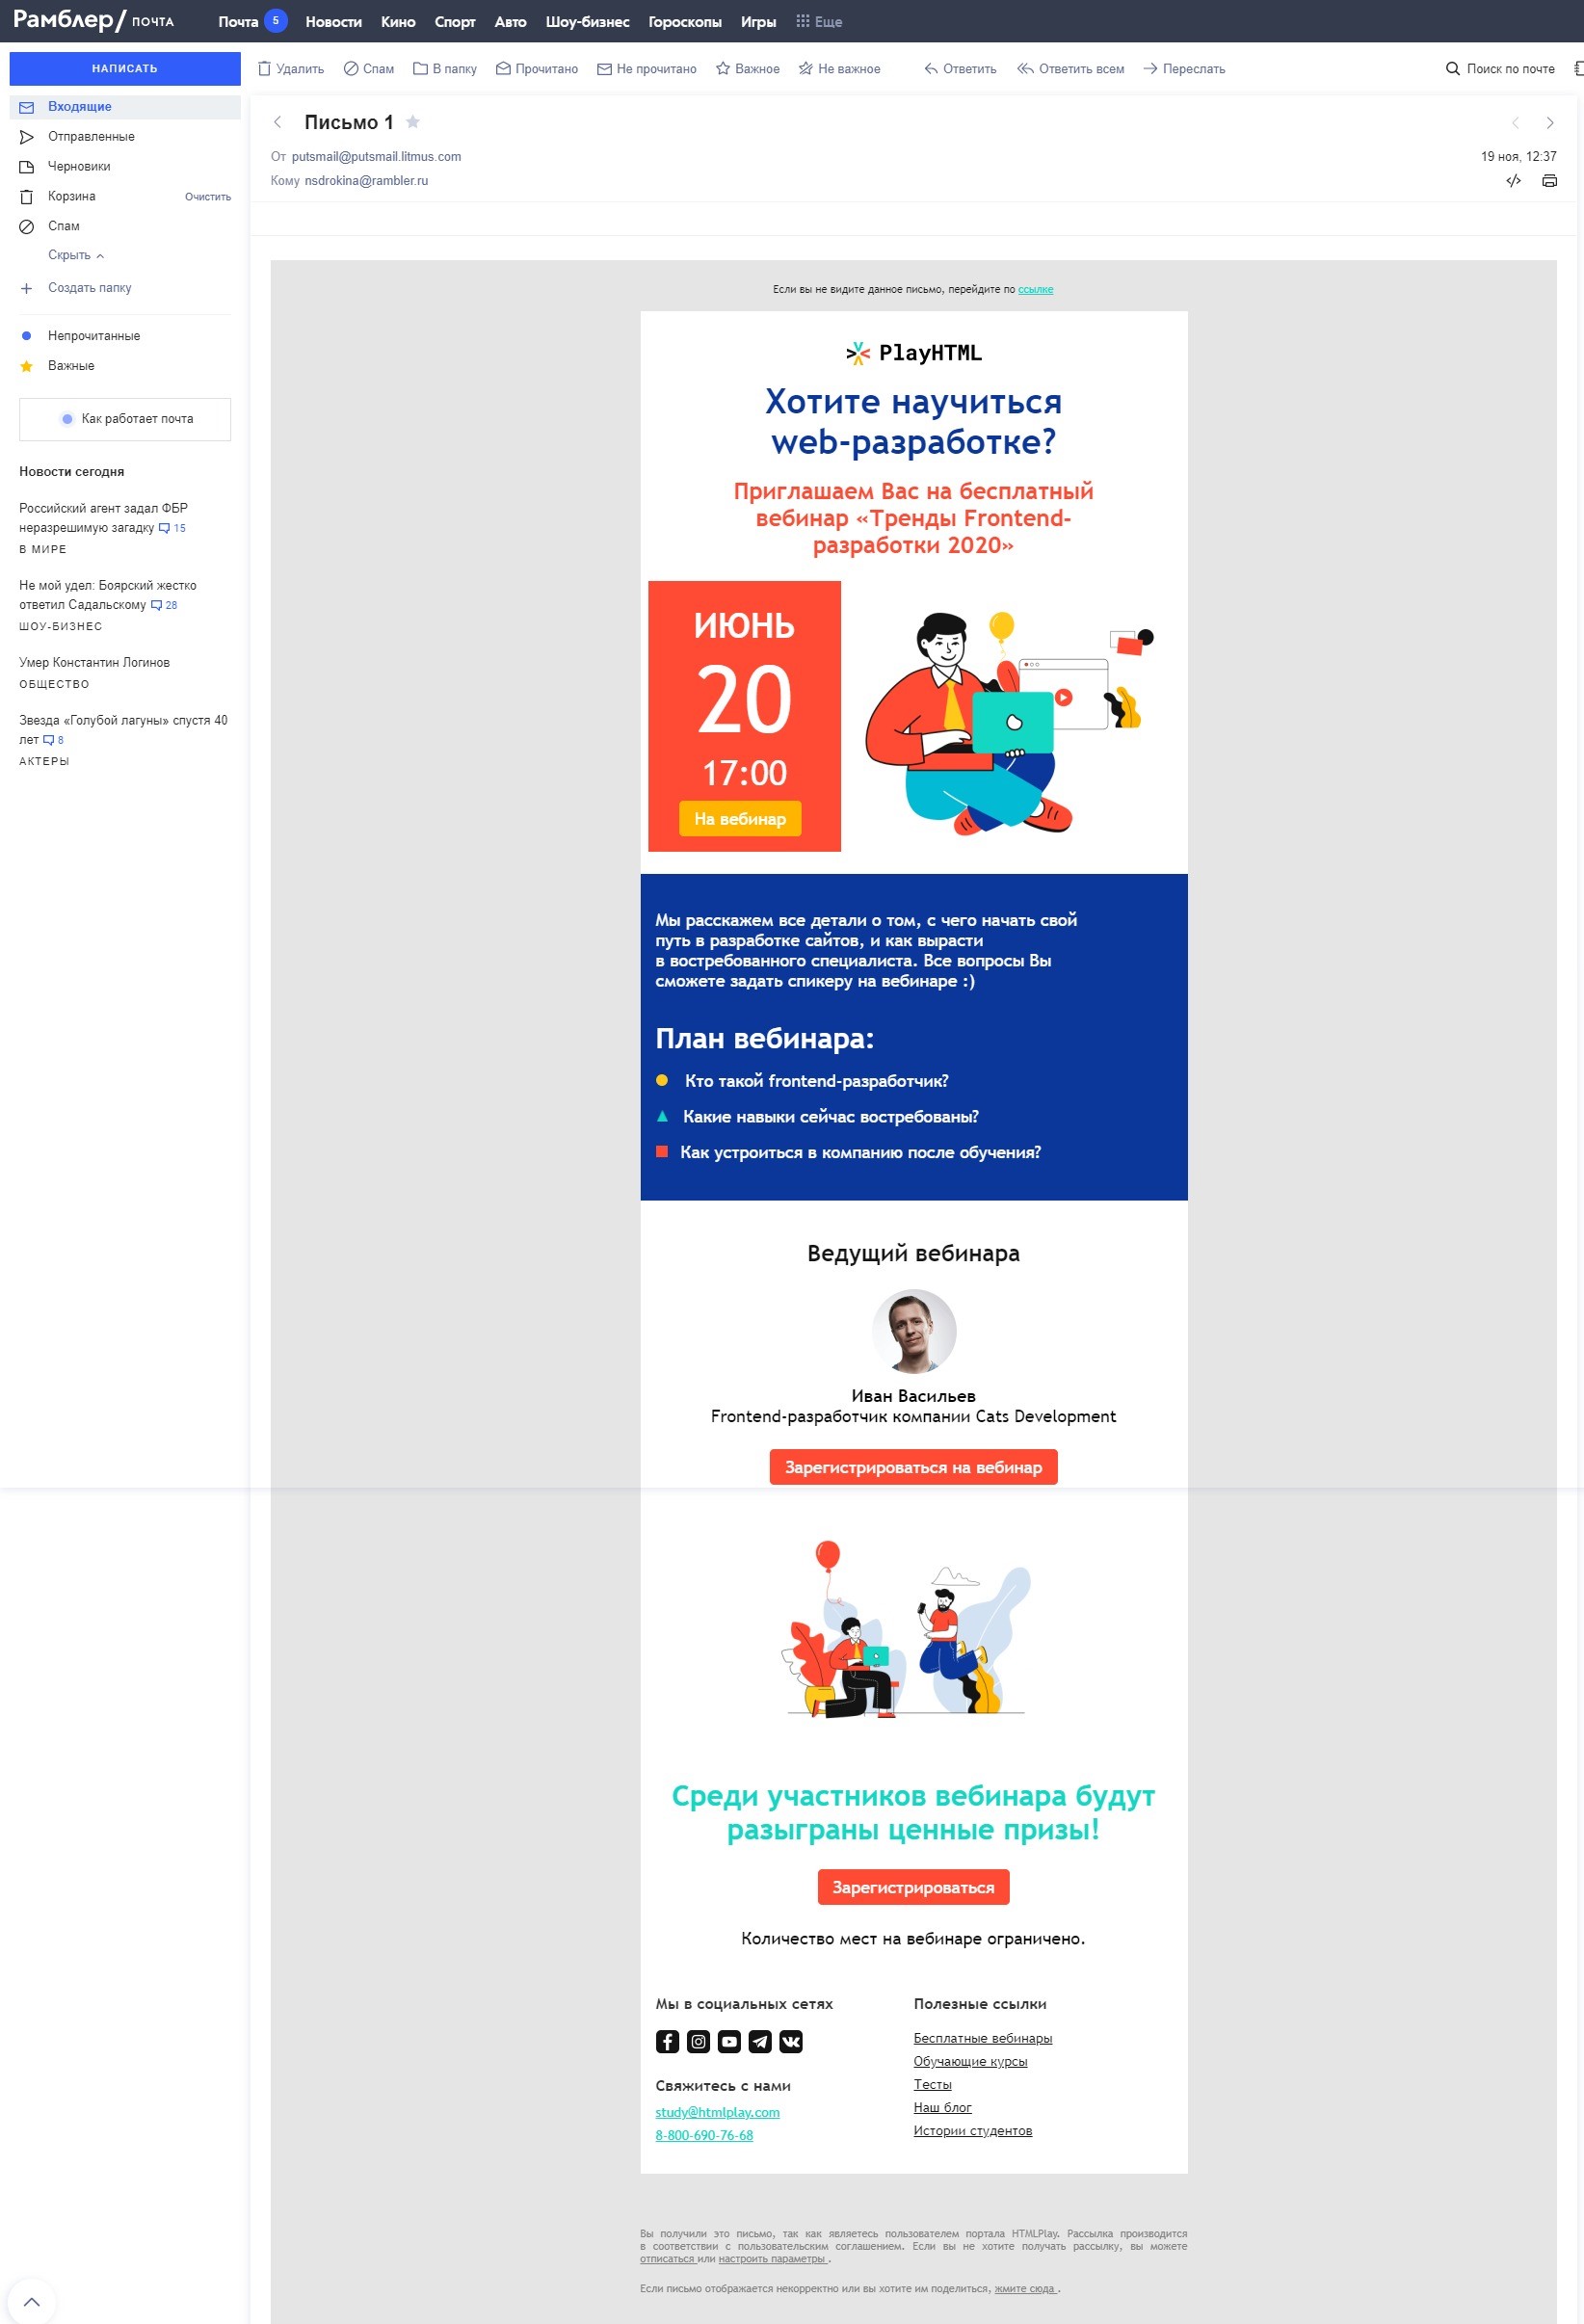 Рамблер/ ПОЧТА
Почта 5 Новости Кино Спорт Авто Шоу-бизнес Гороскопы Игры Еще
НАПИСАТЬ
Удалить Спам В папку Прочитано Не прочитано Важное Не важное Ответить Ответить всем Переслать Поиск по почте
Входящие
Отправленные
Черновики
Корзина Очистить
Спам
Скрыть
Создать папку
Непрочитанные
Важные
Как работает почта
Новости сегодня
Российский агент задал ФБР
неразрешимую загадку 15
В МИРЕ
Не мой удел: Боярский жестко
ответил Садальскому 28
ШОУ-БИЗНЕС
Умер Константин Логинов
ОБЩЕСТВО
Звезда «Голубой лагуны» спустя 40
лет 8
АКТЕРЫ
Письмо 1
От putsmail@putsmail.litmus.com 19 ноя, 12:37
Кому nsdrokina@rambler.ru
Если вы не видите данное письмо, перейдите по ссылке
PlayHTML
Хотите научиться
web-разработке?
Приглашаем Вас на бесплатный
вебинар «Тренды Frontend-
разработки 2020»
ИЮНЬ
20
17:00
На вебинар
Мы расскажем все детали о том, с чего начать свой
путь в разработке сайтов, и как вырасти
в востребованного специалиста. Все вопросы Вы
сможете задать спикеру на вебинаре :)
План вебинара:
Кто такой frontend-разработчик?
Какие навыки сейчас востребованы?
Как устроиться в компанию после обучения?
Ведущий вебинара
Иван Васильев
Frontend-разработчик компании Cats Development
Зарегистрироваться на вебинар
Среди участников вебинара будут
разыграны ценные призы!
Зарегистрироваться
Количество мест на вебинаре ограничено.
Мы в социальных сетях
Свяжитесь с нами
study@htmlplay.com
8-800-690-76-68
Полезные ссылки
Бесплатные вебинары
Обучающие курсы
Тесты
Наш блог
Истории студентов
Вы получили это письмо, так как являетесь пользователем портала HTMLPlay. Рассылка производится
в соответствии с пользовательским соглашением. Если вы не хотите получать рассылку, вы можете
отписаться или настроить параметры .
Если письмо отображается некорректно или вы хотите им поделиться, жмите сюда .